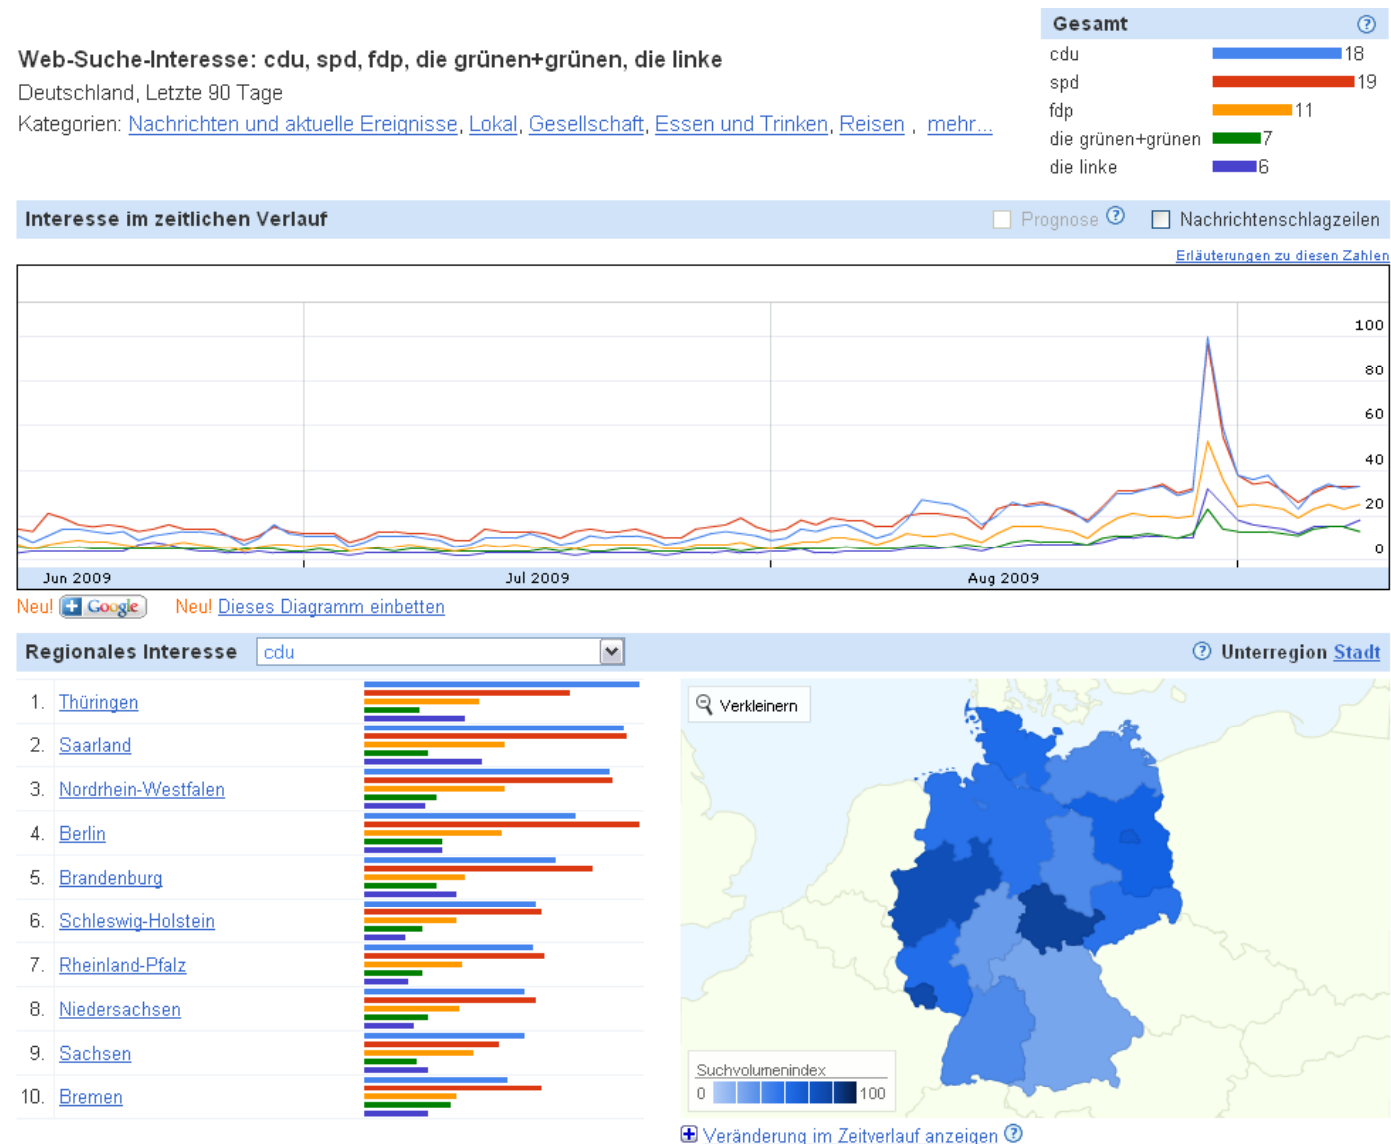 Web-Suche-Interesse: cdu, spd, fdp, die grünen+grünen, die linke
Deutschland, Letzte 90 Tage
Kategorien: Nachrichten und aktuelle Ereignisse, Lokal, Gesellschaft, Essen und Trinken, Reisen , mehr...
Gesamt ?
cdu 18
spd 19
fdp 11
die grünen+grünen 7
die linke 6
Interesse im zeitlichen Verlauf Prognose ? Nachrichtenschlagzeilen
Erläuterungen zu diesen Zahlen
100
80
60
40
20
0
Jun 2009 Jul 2009 Aug 2009
Neu! + Google Neu! Dieses Diagramm einbetten
Regionales Interesse cdu ? Unterregion Stadt
1. Thüringen
2. Saarland
3. Nordrhein-Westfalen
4. Berlin
5. Brandenburg
6. Schleswig-Holstein
7. Rheinland-Pfalz
8. Niedersachsen
9. Sachsen
10. Bremen
Verkleinern
Suchvolumenindex
0 100
+ Veränderung im Zeitverlauf anzeigen ?